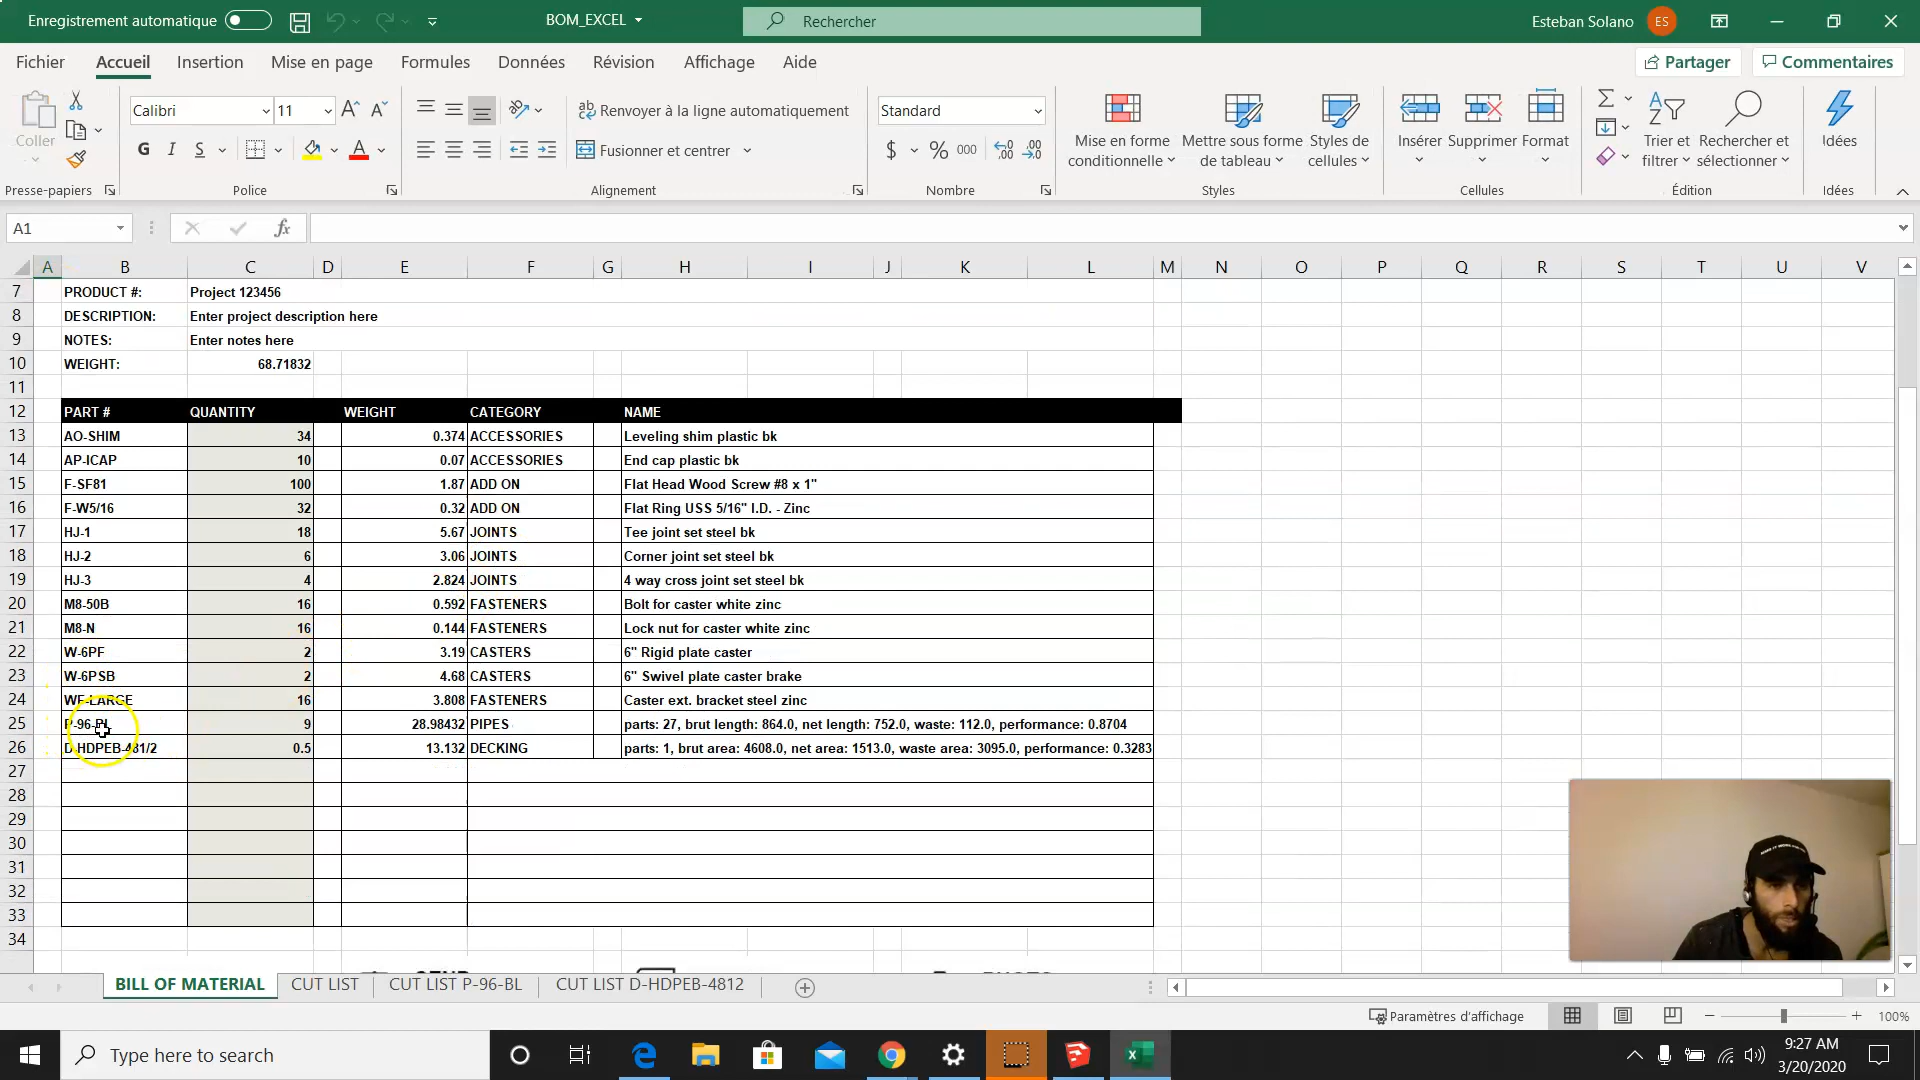 Enregistrement automatique
BOM_EXCEL
Rechercher
Esteban Solano
ES
Fichier Accueil Insertion Mise en page Formules Données Révision Affichage Aide
Partager
Commentaires
Coller
Calibri 11
G I S
Renvoyer à la ligne automatiquement
Fusionner et centrer
Standard
$ % 000
Mise en forme conditionnelle
Mettre sous forme de tableau
Styles de cellules
Insérer
Supprimer
Format
Trier et filtrer
Rechercher et sélectionner
Idées
Presse-papiers Police Alignement Nombre Styles Cellules Édition Idées
A1
fx
A B C D E F G H I J K L M N O P Q R S T U V
7 PRODUCT #: Project 123456
8 DESCRIPTION: Enter project description here
9 NOTES: Enter notes here
10 WEIGHT: 68.71832
11
12 PART # QUANTITY WEIGHT CATEGORY NAME
13 AO-SHIM 34 0.374 ACCESSORIES Leveling shim plastic bk
14 AP-ICAP 10 0.07 ACCESSORIES End cap plastic bk
15 F-SF81 100 1.87 ADD ON Flat Head Wood Screw #8 x 1"
16 F-W5/16 32 0.32 ADD ON Flat Ring USS 5/16" I.D. - Zinc
17 HJ-1 18 5.67 JOINTS Tee joint set steel bk
18 HJ-2 6 3.06 JOINTS Corner joint set steel bk
19 HJ-3 4 2.824 JOINTS 4 way cross joint set steel bk
20 M8-50B 16 0.592 FASTENERS Bolt for caster white zinc
21 M8-N 16 0.144 FASTENERS Lock nut for caster white zinc
22 W-6PF 2 3.19 CASTERS 6" Rigid plate caster
23 W-6PSB 2 4.68 CASTERS 6" Swivel plate caster brake
24 WF-LARGE 16 3.808 FASTENERS Caster ext. bracket steel zinc
25 P-96-BL 9 28.98432 PIPES parts: 27, brut length: 864.0, net length: 752.0, waste: 112.0, performance: 0.8704
26 D-HDPEB-481/2 0.5 13.132 DECKING parts: 1, brut area: 4608.0, net area: 1513.0, waste area: 3095.0, performance: 0.3283
27
28
29
30
31
32
33
34
BILL OF MATERIAL CUT LIST CUT LIST P-96-BL CUT LIST D-HDPEB-4812
Paramètres d'affichage
100%
Type here to search
9:27 AM
3/20/2020